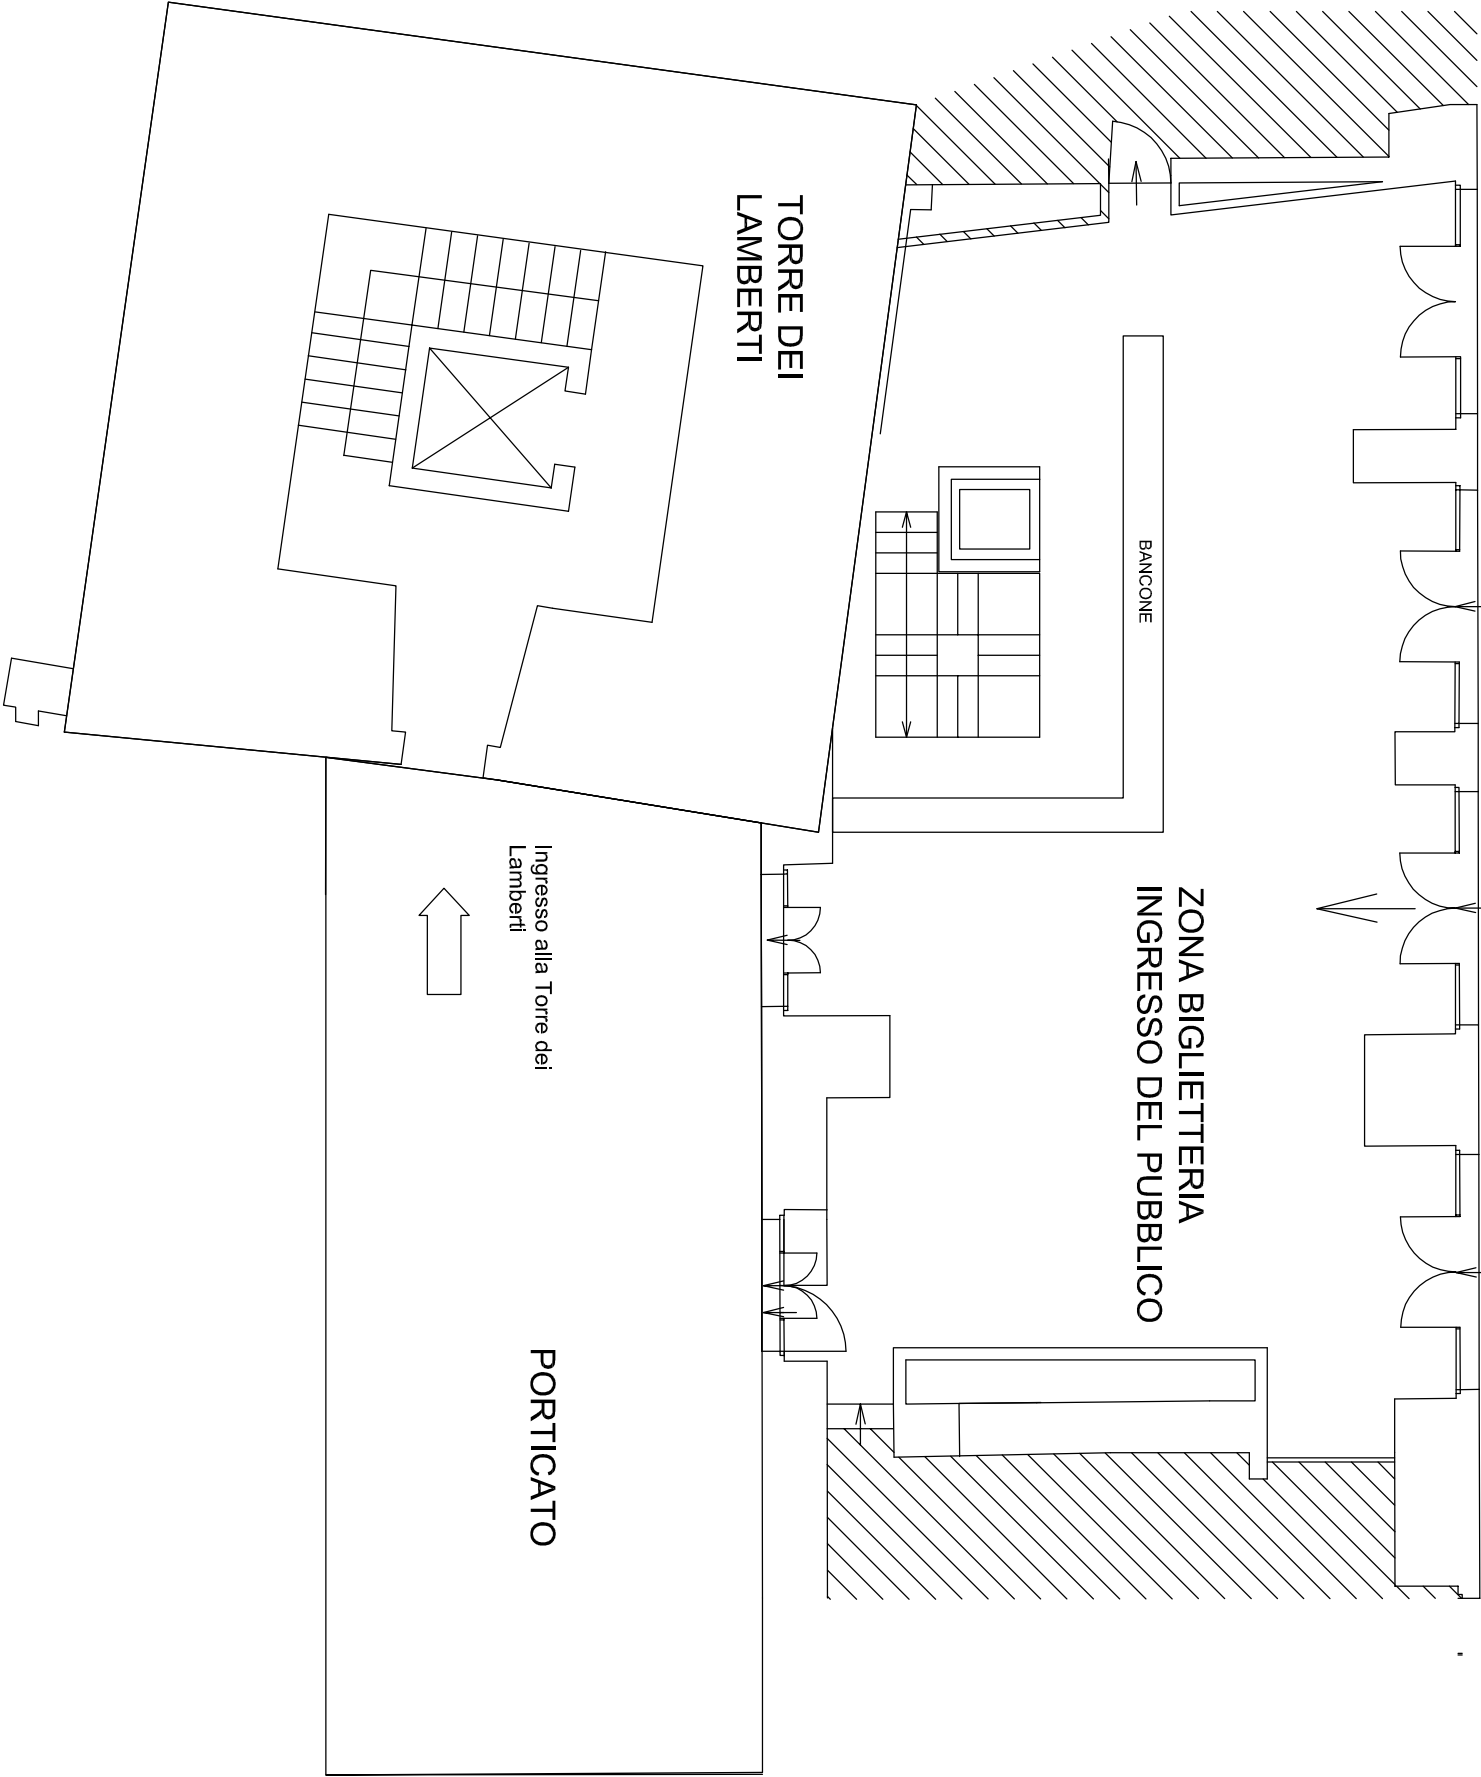 TORRE DEI
LAMBERTI
BANCONE
ZONA BIGLIETTERIA
INGRESSO DEL PUBBLICO
Ingresso alla Torre dei
Lamberti
PORTICATO